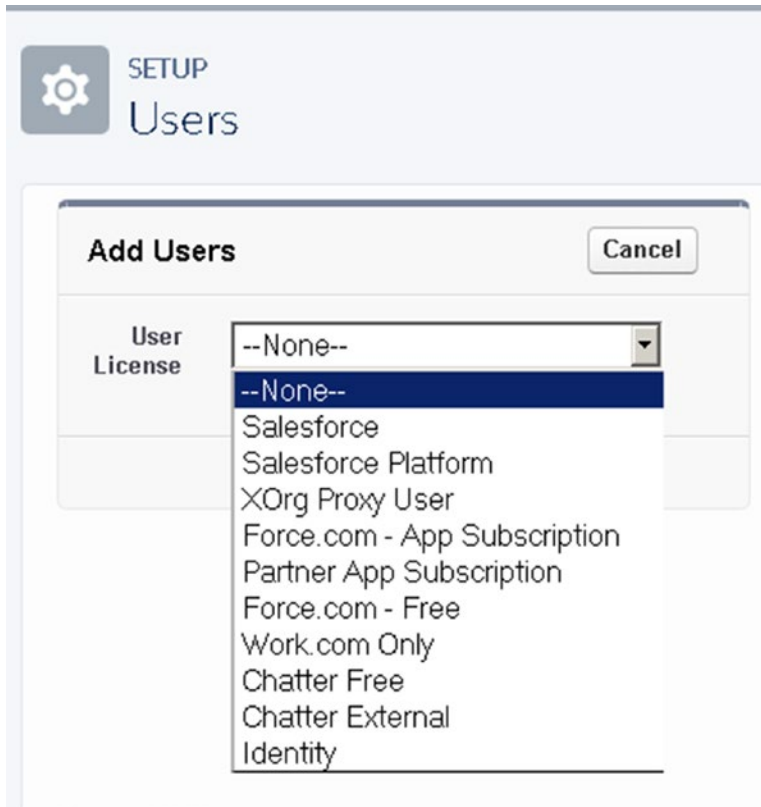 SETUP
Users
Add Users
Cancel
User
License
--None--
--None--
Salesforce
Salesforce Platform
XOrg Proxy User
Force.com - App Subscription
Partner App Subscription
Force.com - Free
Work.com Only
Chatter Free
Chatter External
Identity